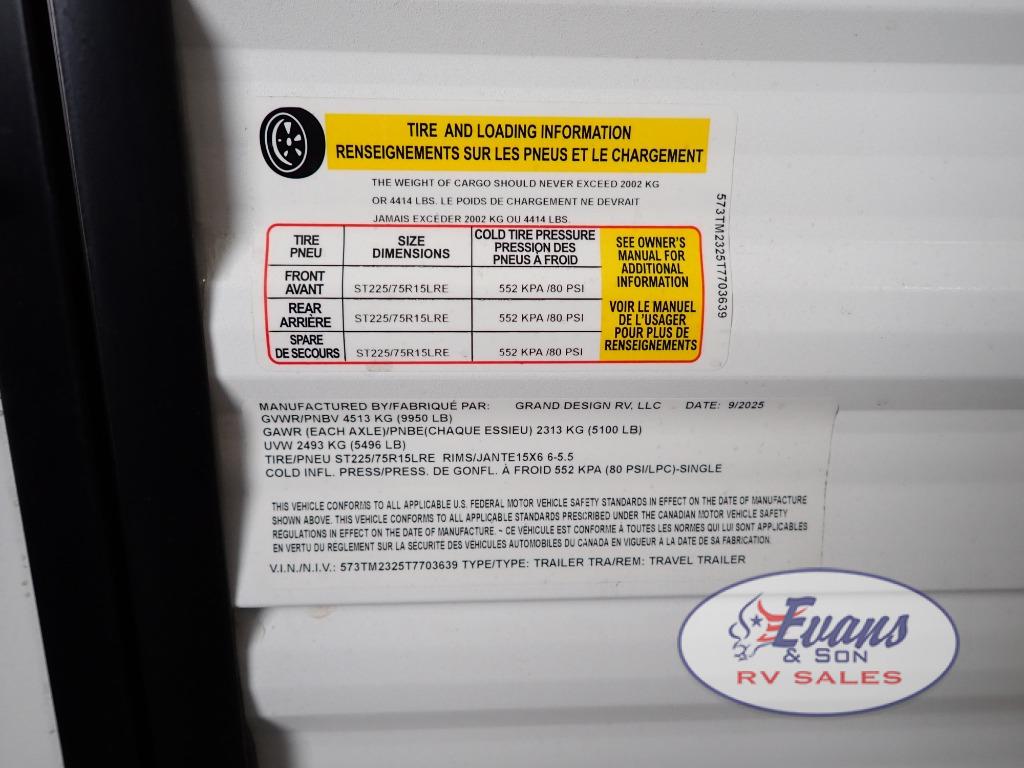 TIRE AND LOADING INFORMATION
RENSEIGNEMENTS SUR LES PNEUS ET LE CHARGEMENT
THE WEIGHT OF CARGO SHOULD NEVER EXCEED 2002 KG
OR 4414 LBS. LE POIDS DE CHARGEMENT NE DEVRAIT
JAMAIS EXCÉDER 2002 KG OU 4414 LBS.
TIRE
PNEU
SIZE
DIMENSIONS
COLD TIRE PRESSURE
PRESSION DES
PNEUS À FROID
FRONT
AVANT
ST225/75R15LRE
552 KPA /80 PSI
REAR
ARRIÈRE
ST225/75R15LRE
552 KPA /80 PSI
SPARE
DE SECOURS
ST225/75R15LRE
552 KPA /80 PSI
SEE OWNER'S
MANUAL FOR
ADDITIONAL
INFORMATION
VOIR LE MANUEL
DE L'USAGER
POUR PLUS DE
RENSEIGNEMENTS
573TM2325T7703639
MANUFACTURED BY/FABRIQUÉ PAR: GRAND DESIGN RV, LLC DATE: 9/2025
GVWR/PNBV 4513 KG (9950 LB)
GAWR (EACH AXLE)/PNBE(CHAQUE ESSIEU) 2313 KG (5100 LB)
UVW 2493 KG (5496 LB)
TIRE/PNEU ST225/75R15LRE RIMS/JANTE15X6 6-5.5
COLD INFL. PRESS/PRESS. DE GONFL. À FROID 552 KPA (80 PSI/LPC)-SINGLE
THIS VEHICLE CONFORMS TO ALL APPLICABLE U.S. FEDERAL MOTOR VEHICLE SAFETY STANDARDS IN EFFECT ON THE DATE OF MANUFACTURE
SHOWN ABOVE. THIS VEHICLE CONFORMS TO ALL APPLICABLE STANDARDS PRESCRIBED UNDER THE CANADIAN MOTOR VEHICLE SAFETY
REGULATIONS IN EFFECT ON THE DATE OF MANUFACTURE. - CE VÉHICULE EST CONFORME À TOUTES LES NORMES QUI LUI SONT APPLICABLES
EN VERTU DU RÈGLEMENT SUR LA SÉCURITÉ DES VÉHICULES AUTOMOBILES DU CANADA EN VIGUEUR À LA DATE DE SA FABRICATION.
V.I.N./N.I.V.: 573TM2325T7703639 TYPE/TYPE: TRAILER TRA/REM: TRAVEL TRAILER
Evans
& SON
RV SALES